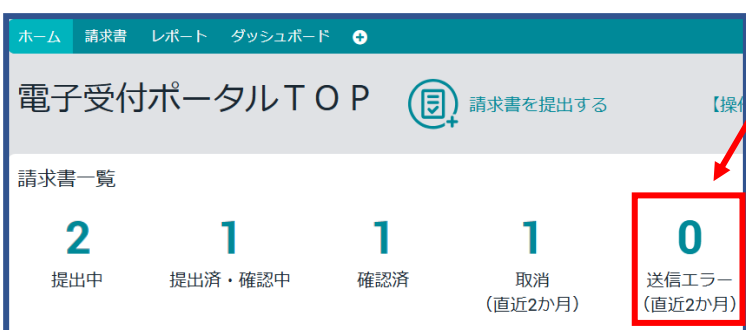 ホーム 請求書 レポート ダッシュボード
電子受付ポータルTOP 請求書を提出する 【操
請求書一覧
2 1 1 1 0
提出中 提出済・確認中 確認済 取消 送信エラー
(直近2か月) (直近2か月)